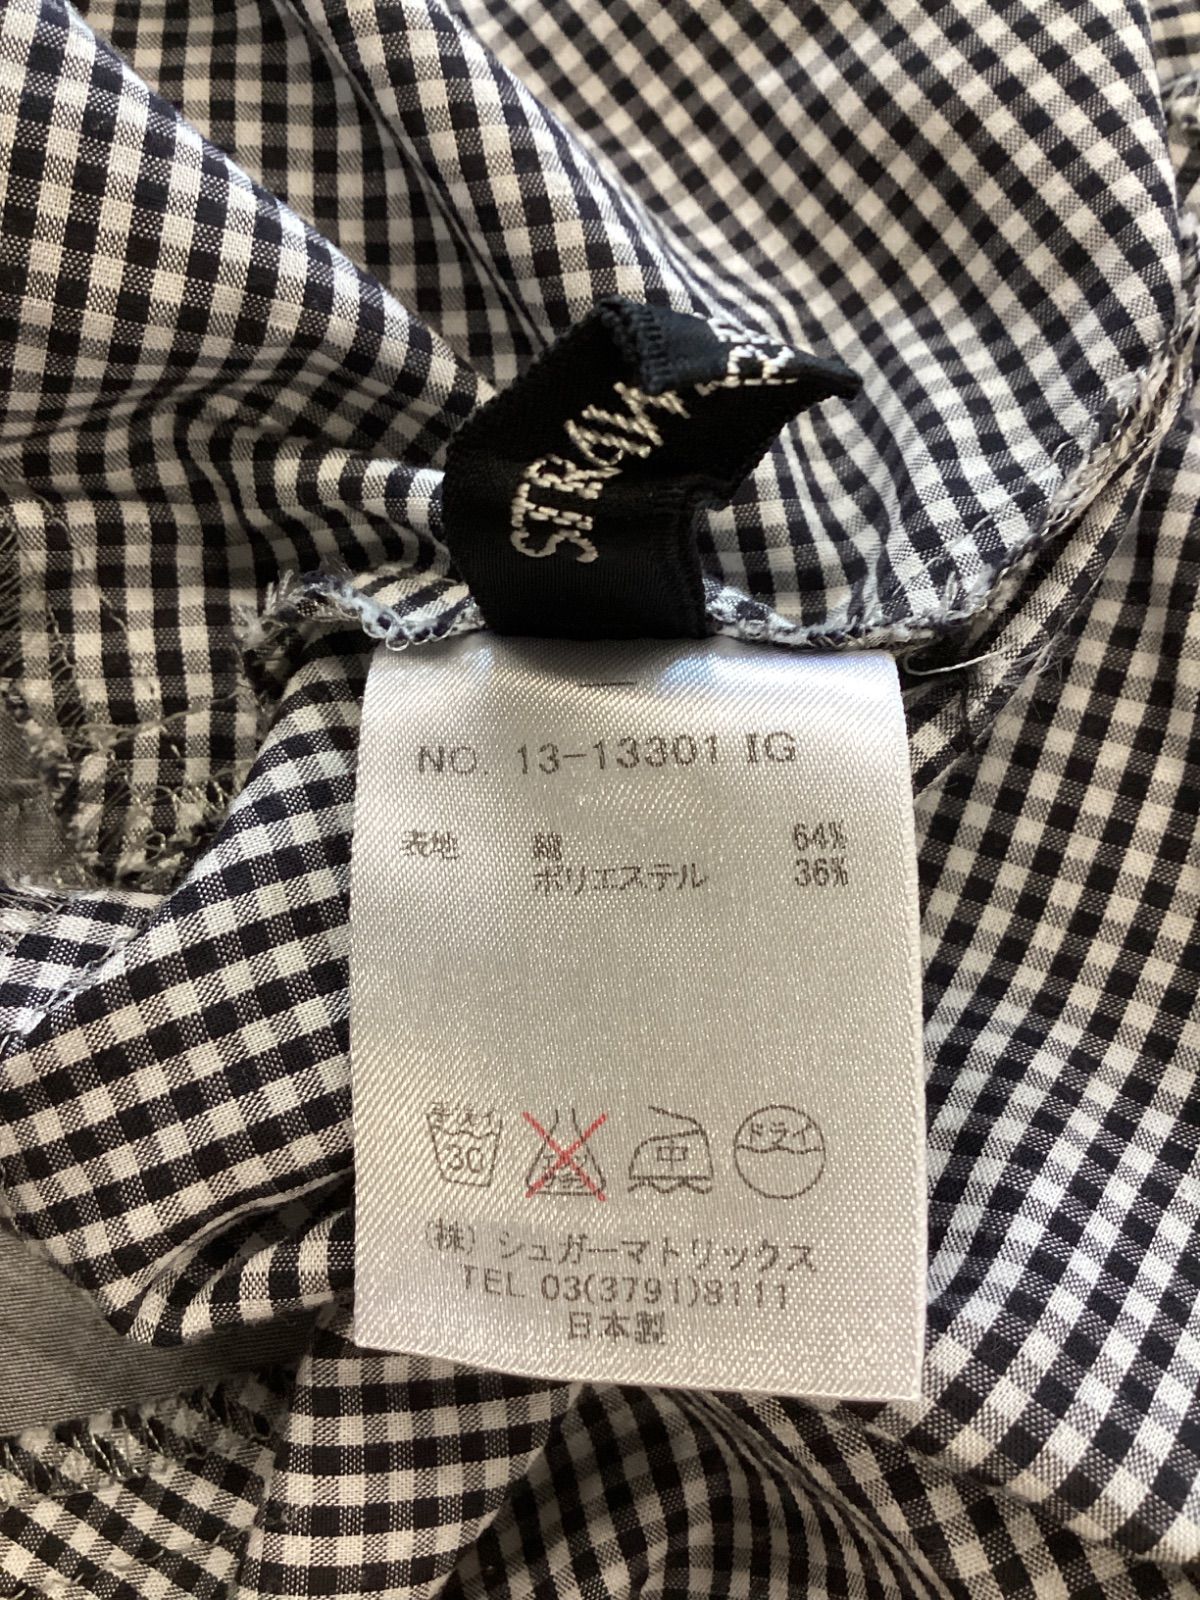 NO. 13-13301 IG
表地 綿 64%
ポリエステル 36%
30
ドライ
中
(株) シュガーマトリックス
TEL 03(3791)8111
日本製